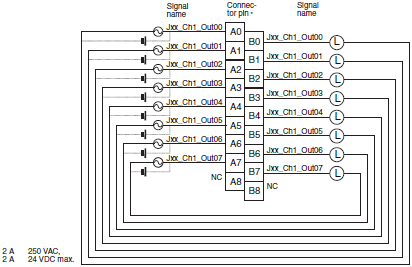 Signal name Connec- tor pin * Signal name
Jxx_Ch1_Out00 A0
B0 Jxx_Ch1_Out00 L
Jxx_Ch1_Out01 A1
B1 Jxx_Ch1_Out01 L
Jxx_Ch1_Out02 A2
B2 Jxx_Ch1_Out02 L
Jxx_Ch1_Out03 A3
B3 Jxx_Ch1_Out03 L
Jxx_Ch1_Out04 A4
B4 Jxx_Ch1_Out04 L
Jxx_Ch1_Out05 A5
B5 Jxx_Ch1_Out05 L
Jxx_Ch1_Out06 A6
B6 Jxx_Ch1_Out06 L
Jxx_Ch1_Out07 A7
B7 Jxx_Ch1_Out07 L
NC A8
B8 NC
2 A 250 VAC,
2 A 24 VDC max.